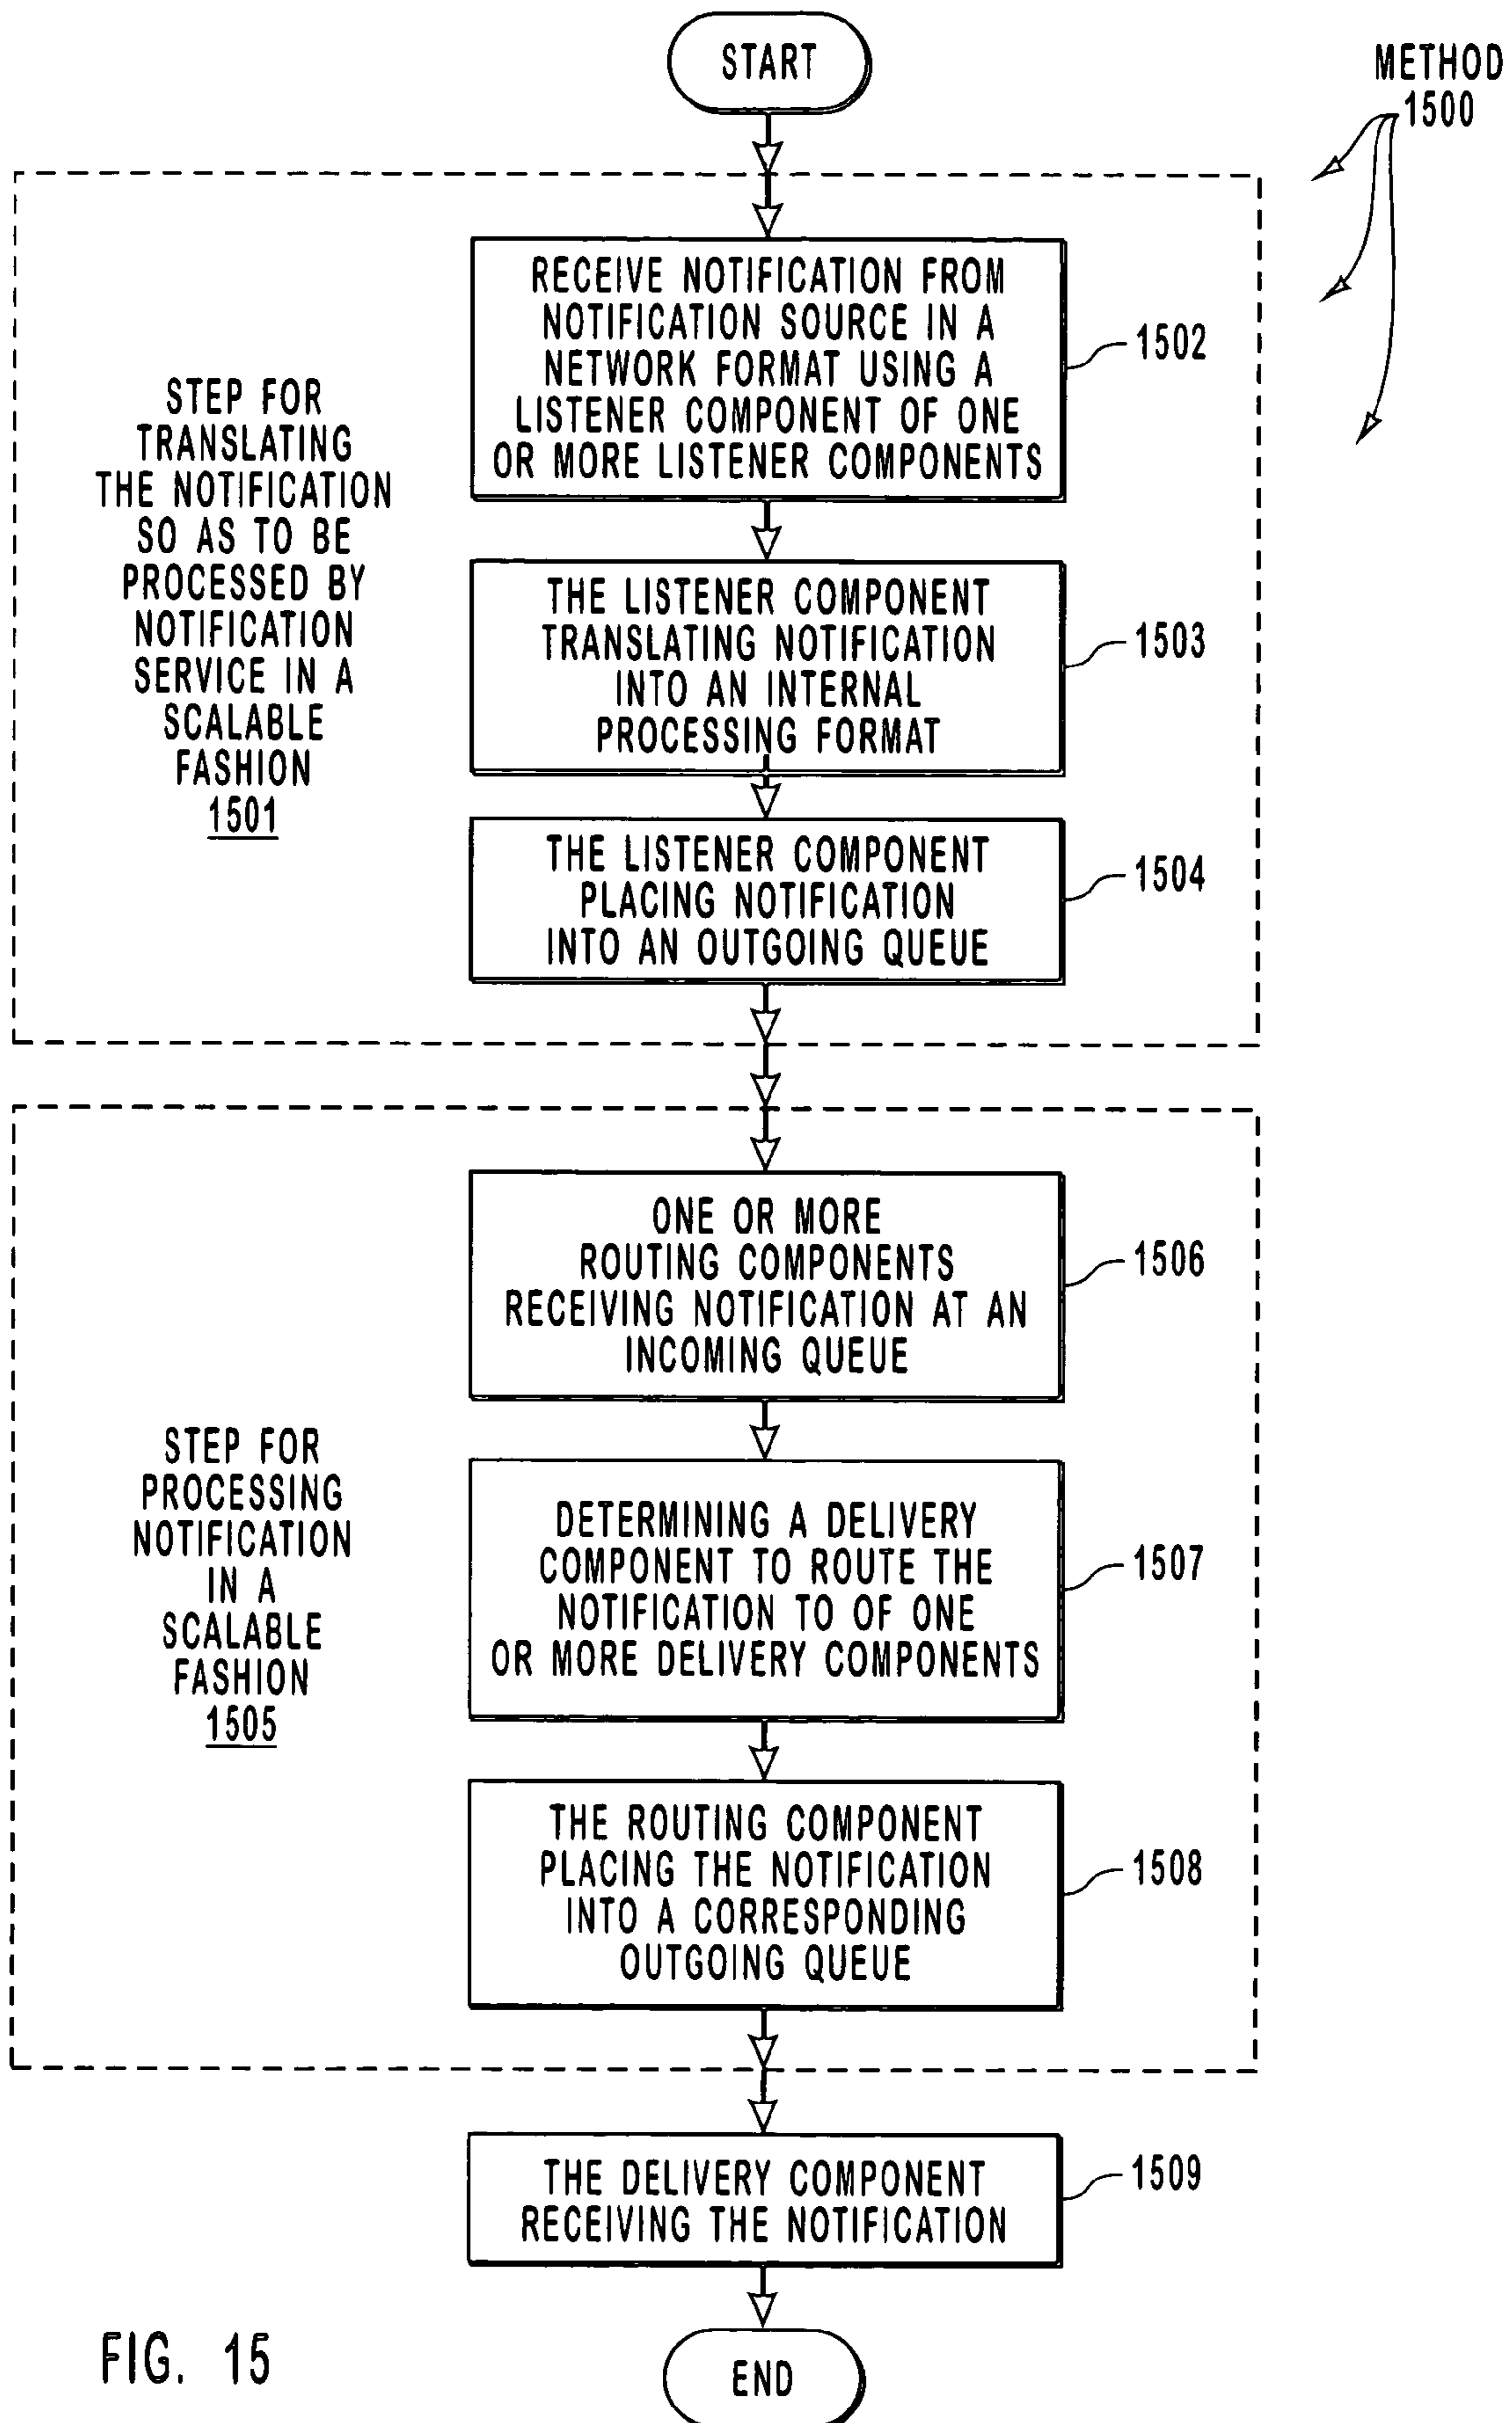 START
METHOD
1500
STEP FOR
TRANSLATING
THE NOTIFICATION
SO AS TO BE
PROCESSED BY
NOTIFICATION
SERVICE IN A
SCALABLE
FASHION
1501
RECEIVE NOTIFICATION FROM
NOTIFICATION SOURCE IN A
NETWORK FORMAT USING A
LISTENER COMPONENT OF ONE
OR MORE LISTENER COMPONENTS
1502
THE LISTENER COMPONENT
TRANSLATING NOTIFICATION
INTO AN INTERNAL
PROCESSING FORMAT
1503
THE LISTENER COMPONENT
PLACING NOTIFICATION
INTO AN OUTGOING QUEUE
1504
STEP FOR
PROCESSING
NOTIFICATION
IN A
SCALABLE
FASHION
1505
ONE OR MORE
ROUTING COMPONENTS
RECEIVING NOTIFICATION AT AN
INCOMING QUEUE
1506
DETERMINING A DELIVERY
COMPONENT TO ROUTE THE
NOTIFICATION TO OF ONE
OR MORE DELIVERY COMPONENTS
1507
THE ROUTING COMPONENT
PLACING THE NOTIFICATION
INTO A CORRESPONDING
OUTGOING QUEUE
1508
THE DELIVERY COMPONENT
RECEIVING THE NOTIFICATION
1509
END
FIG. 15